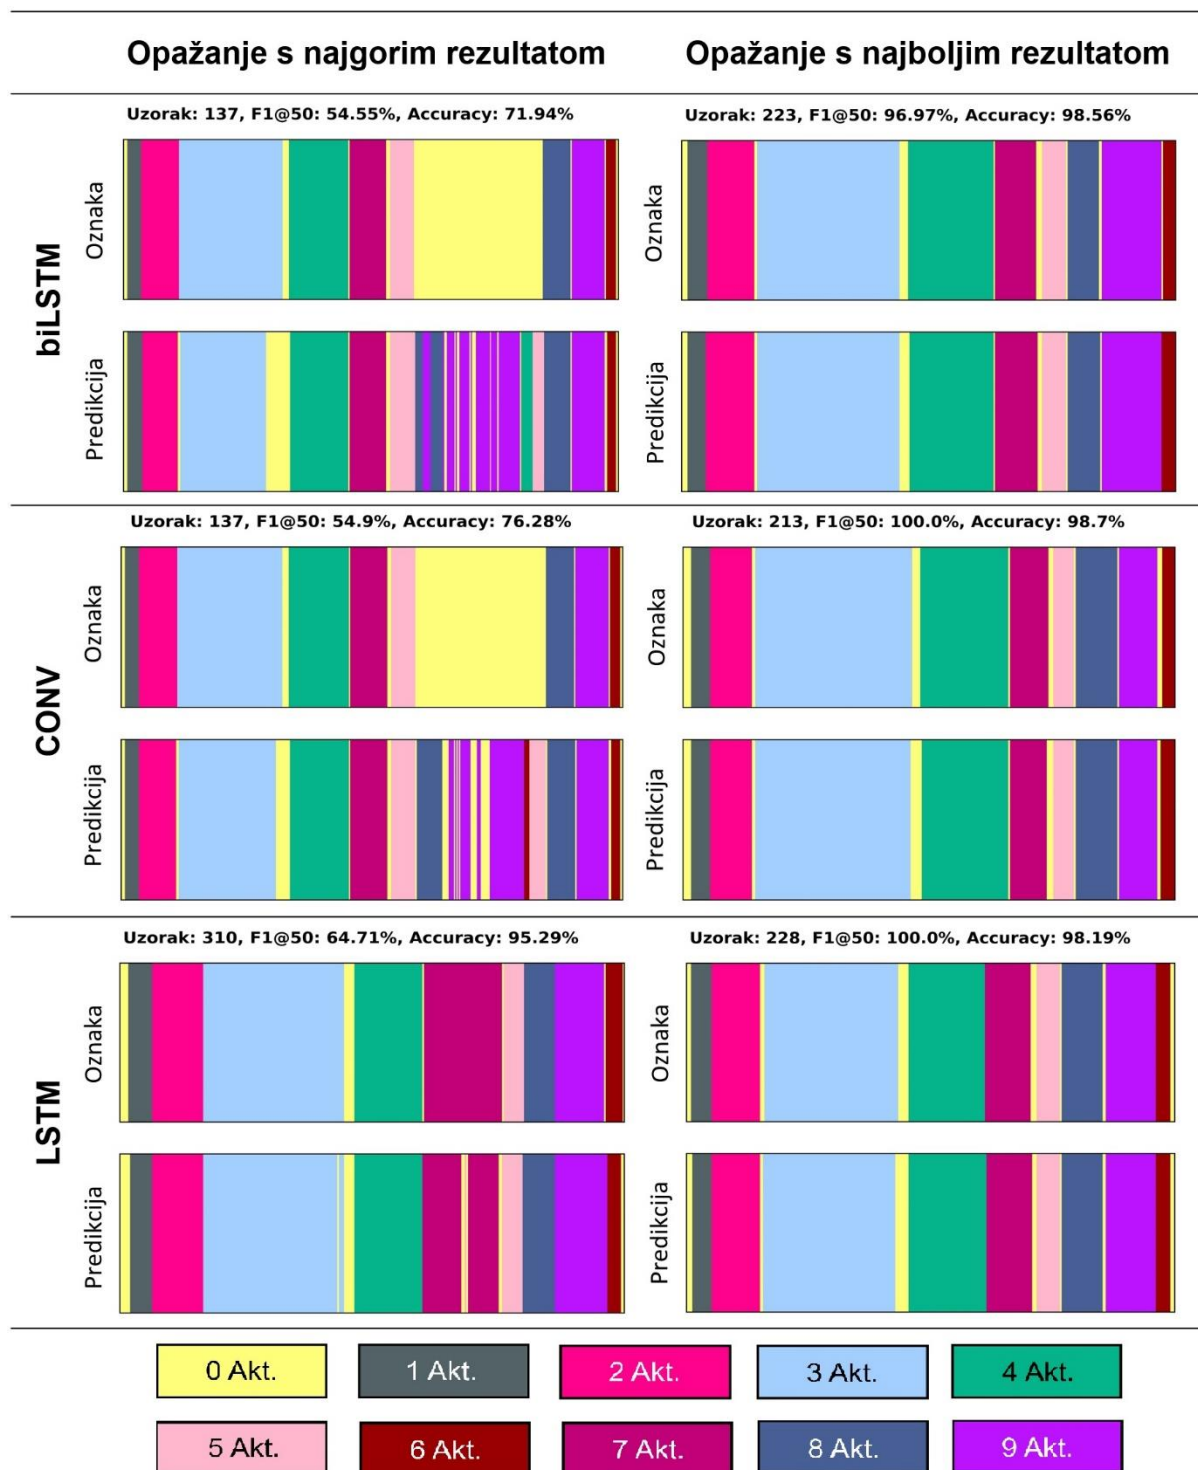 Opažanje s najgorim rezultatom
Opažanje s najboljim rezultatom
biLSTM
Uzorak: 137, F1@50: 54.55%, Accuracy: 71.94%
Oznaka
Predikcija
Uzorak: 223, F1@50: 96.97%, Accuracy: 98.56%
Oznaka
Predikcija
CONV
Uzorak: 137, F1@50: 54.9%, Accuracy: 76.28%
Oznaka
Predikcija
Uzorak: 213, F1@50: 100.0%, Accuracy: 98.7%
Oznaka
Predikcija
LSTM
Uzorak: 310, F1@50: 64.71%, Accuracy: 95.29%
Oznaka
Predikcija
Uzorak: 228, F1@50: 100.0%, Accuracy: 98.19%
Oznaka
Predikcija
0 Akt.
1 Akt.
2 Akt.
3 Akt.
4 Akt.
5 Akt.
6 Akt.
7 Akt.
8 Akt.
9 Akt.